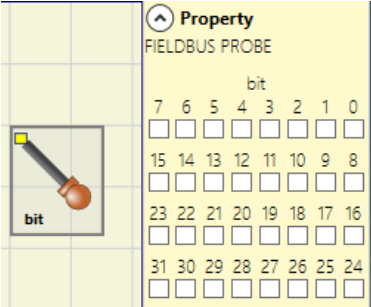 Property
FIELDBUS PROBE
bit
7 6 5 4 3 2 1 0
15 14 13 12 11 10 9 8
23 22 21 20 19 18 17 16
31 30 29 28 27 26 25 24
bit